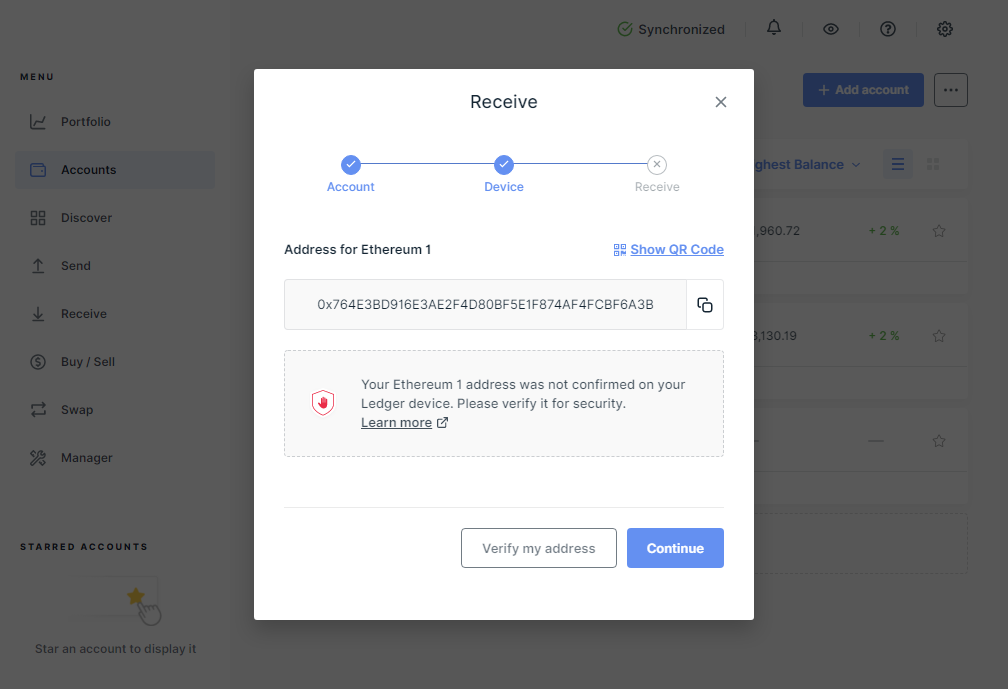 Synchronized
MENU
Portfolio
Accounts
Discover
Send
Receive
Buy / Sell
Swap
Manager
STARRED ACCOUNTS
Star an account to display it
Add account
Balance
,960.72
+ 2 %
,130.19
+ 2 %
Receive
Account
Device
Receive
Address for Ethereum 1
Show QR Code
0x764E3BD916E3AE2F4D80BF5E1F874AF4FCBF6A3B
Your Ethereum 1 address was not confirmed on your
Ledger device. Please verify it for security.
Learn more
Verify my address
Continue